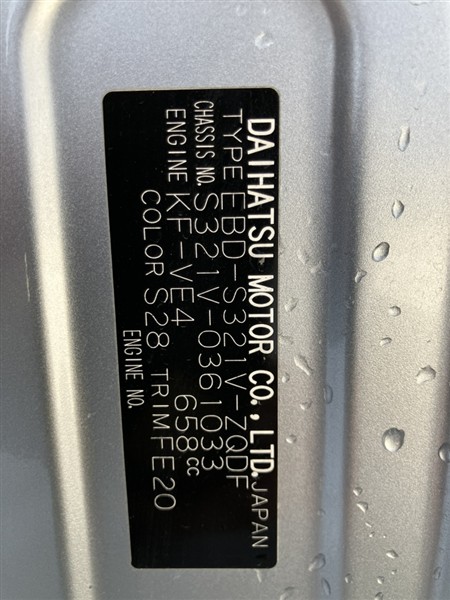 DAIHATSU MOTOR CO.,LTD.JAPAN
TYPE EBD-S321V-ZQDF
CHASSIS NO. S321V-0361033
ENGINE KF-VE4 658cc
COLOR S28 TRIM FE20
ENGINE NO.